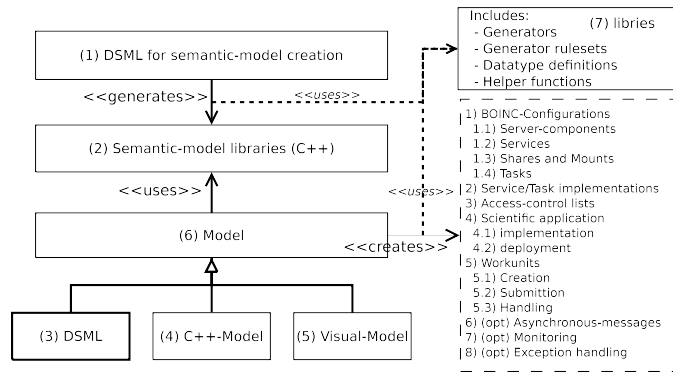 Includes:
(7) libries
- Generators
- Generator rulesets
- Datatype definitions
- Helper functions
(1) DSML for semantic-model creation
<<generates>>
<<uses>>
(2) Semantic-model libraries (C++)
<<uses>>
<<uses>>
(6) Model
<<creates>>
(3) DSML
(4) C++-Model
(5) Visual-Model
1) BOINC-Configurations
1.1) Server-components
1.2) Services
1.3) Shares and Mounts
1.4) Tasks
2) Service/Task implementations
3) Access-control lists
4) Scientific application
4.1) implementation
4.2) deployment
5) Workunits
5.1) Creation
5.2) Submittion
5.3) Handling
6) (opt) Asynchronous-messages
7) (opt) Monitoring
8) (opt) Exception handling